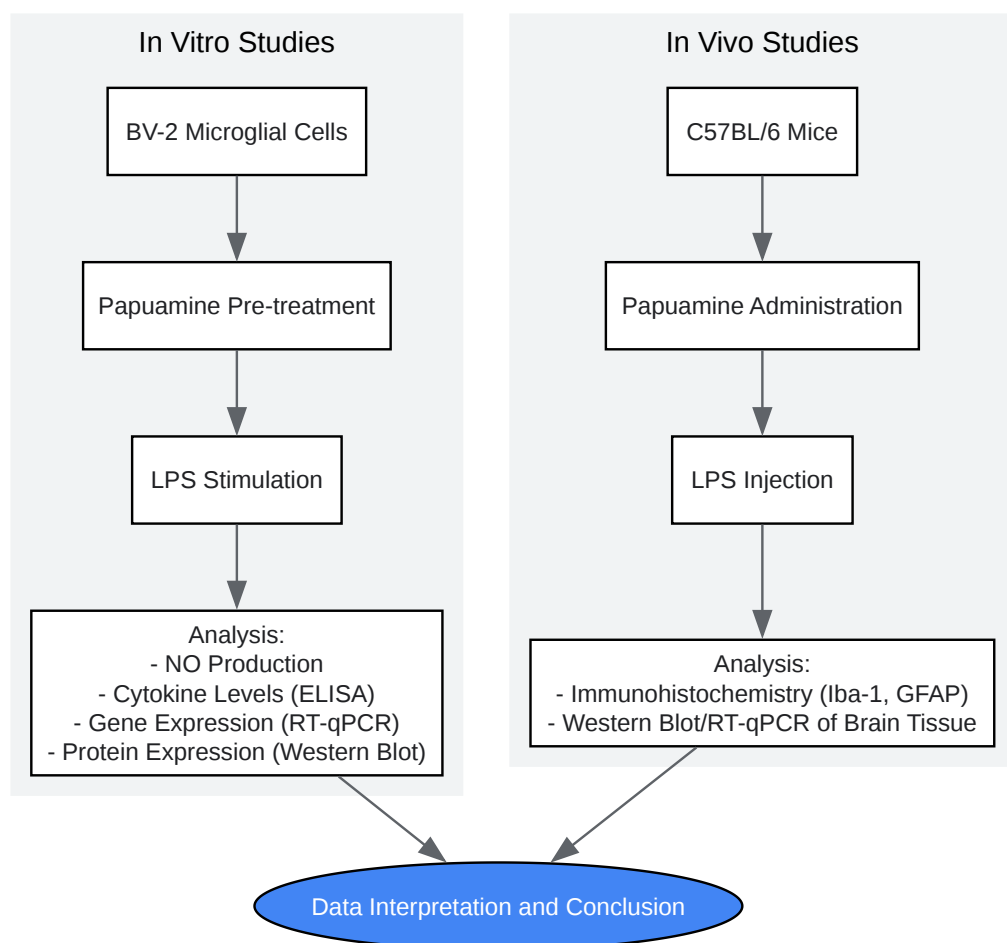 In Vitro Studies
BV-2 Microglial Cells
Papuamine Pre-treatment
LPS Stimulation
Analysis:
- NO Production
- Cytokine Levels (ELISA)
- Gene Expression (RT-qPCR)
- Protein Expression (Western Blot)
In Vivo Studies
C57BL/6 Mice
Papuamine Administration
LPS Injection
Analysis:
- Immunohistochemistry (Iba-1, GFAP)
- Western Blot/RT-qPCR of Brain Tissue
Data Interpretation and Conclusion